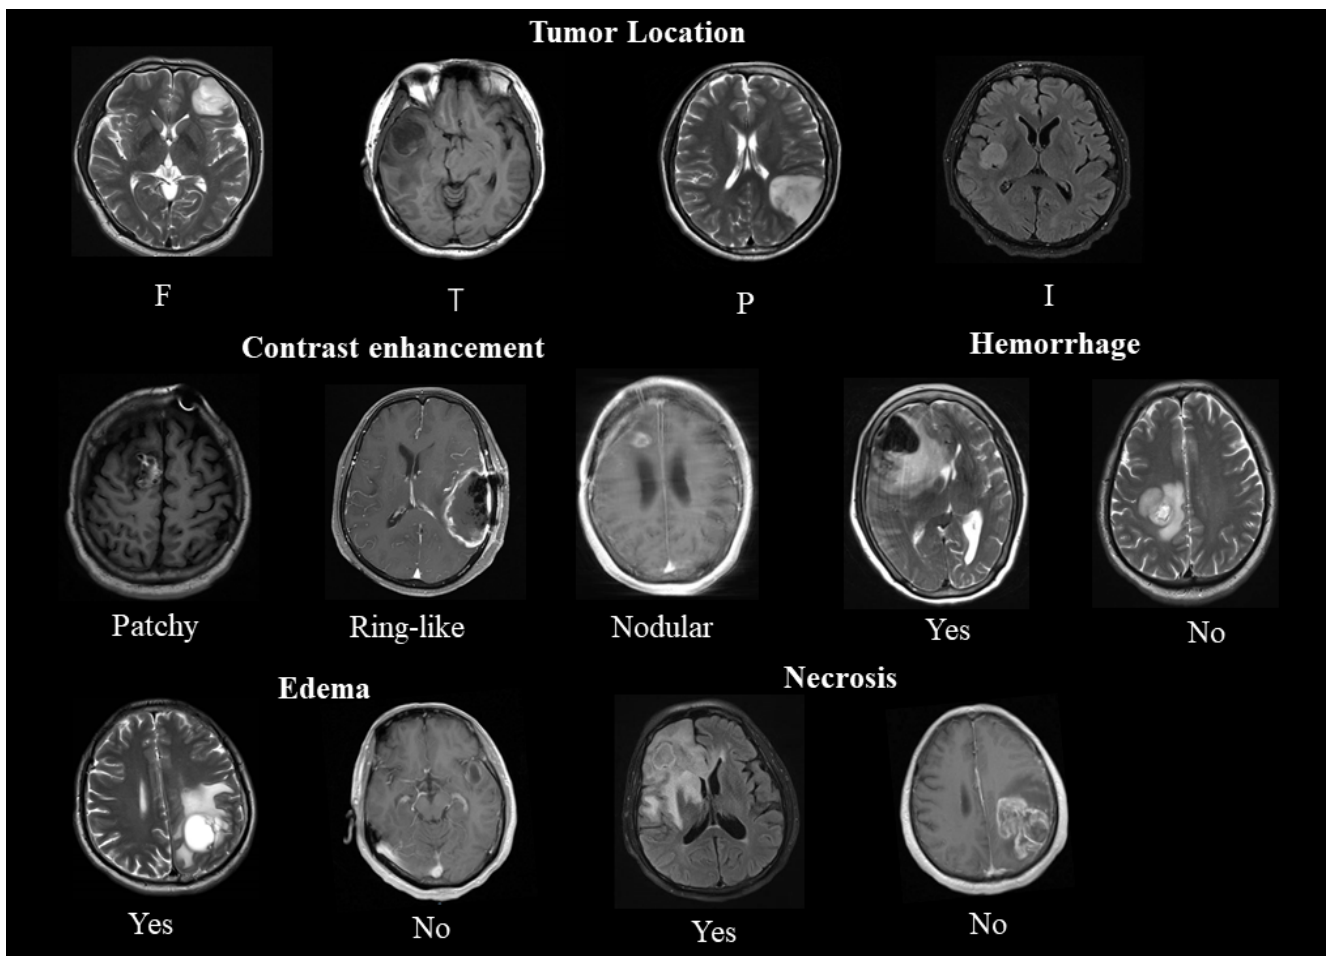 Tumor Location
F
T
P
I
Contrast enhancement
Hemorrhage
Patchy
Ring-like
Nodular
Yes
No
Edema
Necrosis
Yes
No
Yes
No